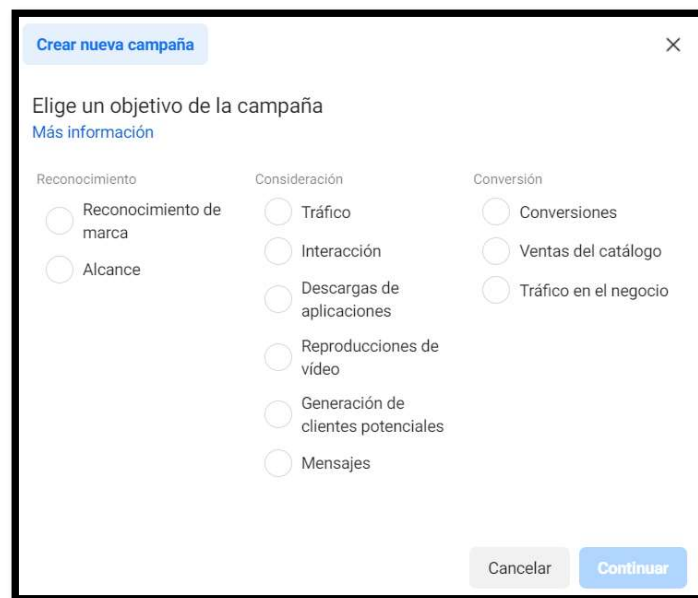 Crear nueva campaña
Elige un objetivo de la campaña
Más información
Reconocimiento
Reconocimiento de
marca
Alcance
Consideración
Tráfico
Interacción
Descargas de
aplicaciones
Reproducciones de
vídeo
Generación de
clientes potenciales
Mensajes
Conversión
Conversiones
Ventas del catálogo
Tráfico en el negocio
Cancelar
Continuar